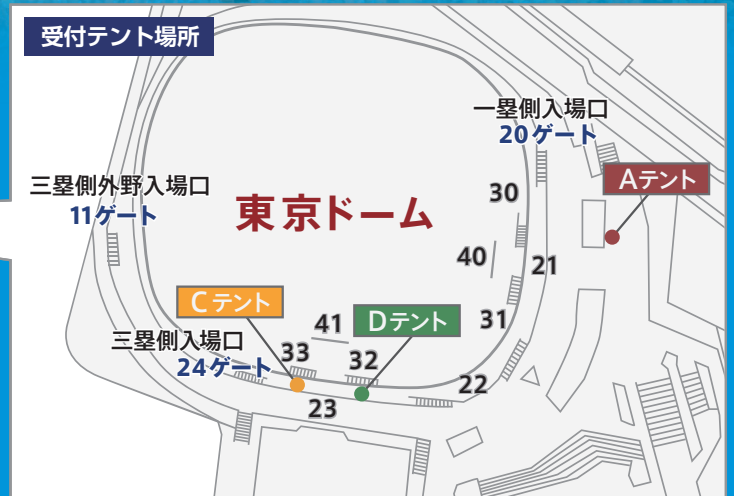 受付テント場所
一塁側入場口
20ゲート
Aテント
三塁側外野入場口
11ゲート
東京ドーム
30
40
21
Cテント
41
Dテント
31
三塁側入場口
33
32
24ゲート
22
23